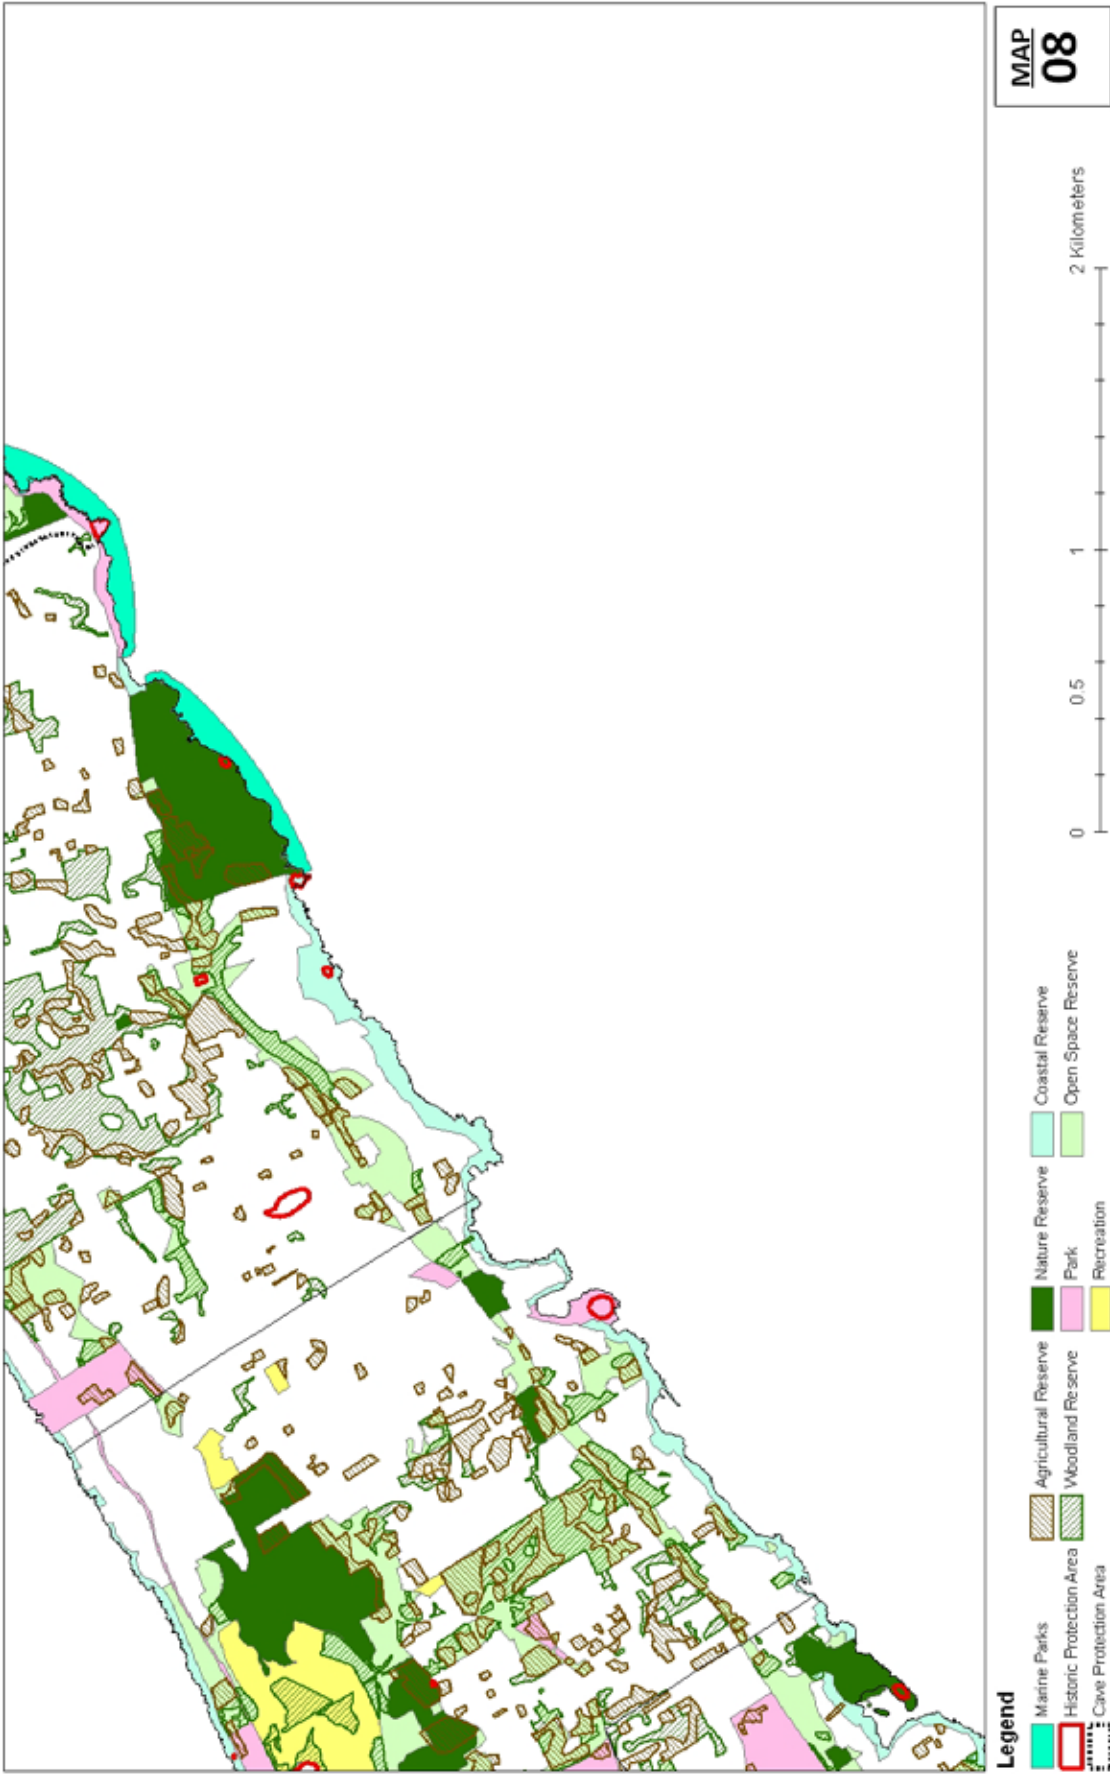 MAP
08
Legend
Marine Parks
Historic Protection Area
Cave Protection Area
Agricultural Reserve
Woodland Reserve
Nature Reserve
Park
Recreation
Coastal Reserve
Open Space Reserve
0 0.5 1 2 Kilometers